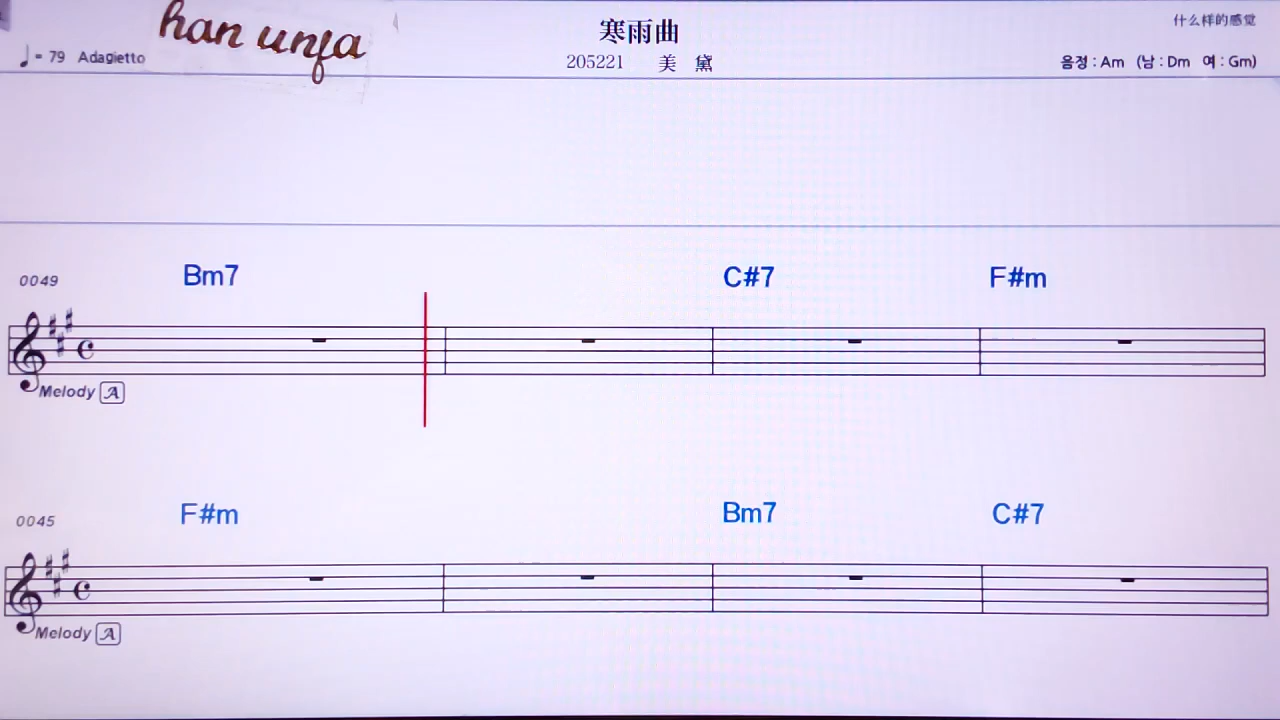 han unfa
寒雨曲
什么样的感觉
♩= 79 Adagietto
205221 美 黛
음정 : Am (남 : Dm 여 : Gm)
0049 Bm7 C#7 F#m
Melody A
0045 F#m Bm7 C#7
Melody A